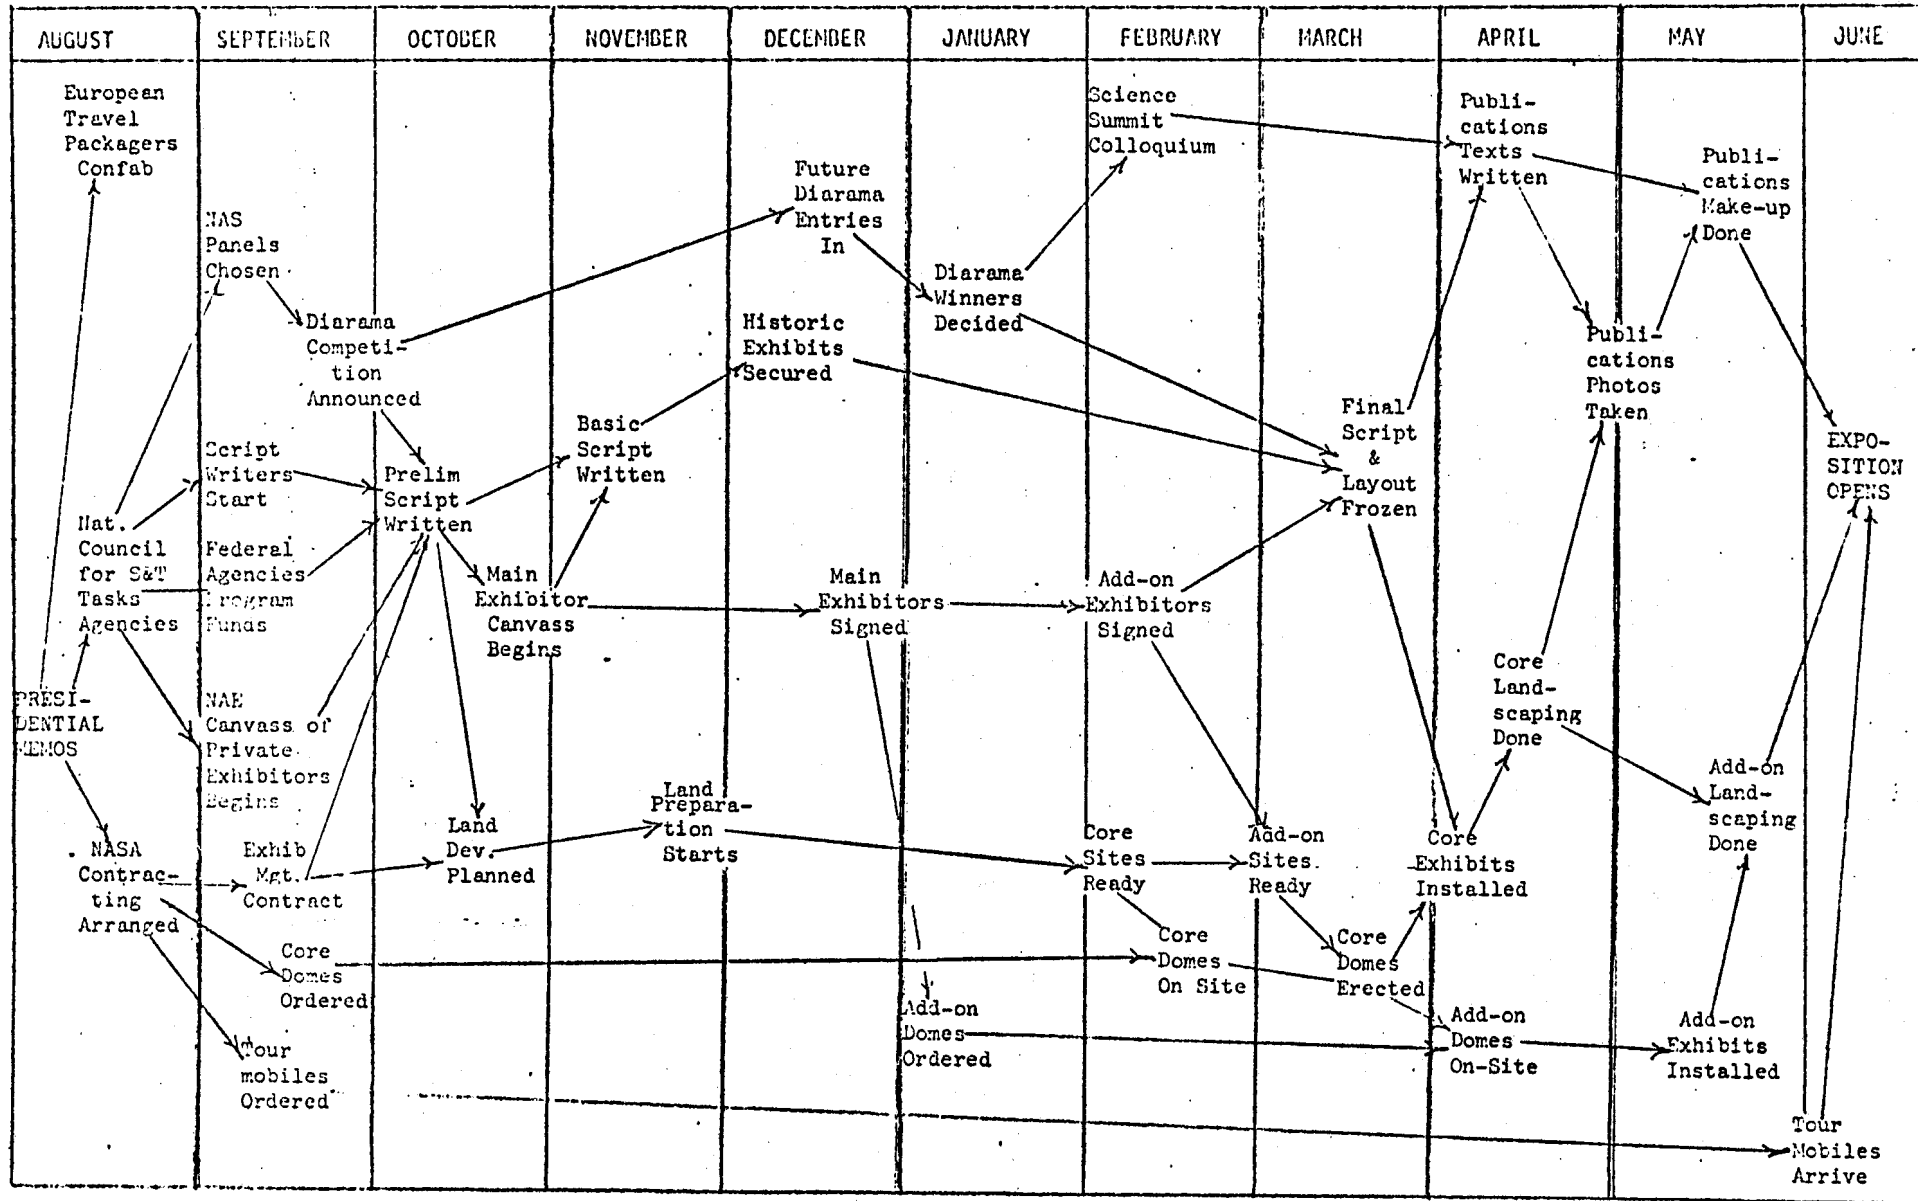 AUGUST
SEPTEMBER
OCTOBER
NOVEMBER
DECEMBER
JANUARY
FEBRUARY
MARCH
APRIL
MAY
JUNE
European
Travel
Packagers
Confab
Nat.
Council
for S&T
Tasks
Agencies
PRESI-
DENTIAL
MEMOS
NASA
Contrac-
ting
Arranged
NAS
Panels
Chosen
Script
Writers
Start
Federal
Agencies
Program
Funds
NAE
Canvass of
Private
Exhibitors
Begins
Exhib
Mgt.
Contract
Core
Domes
Ordered
Tour
mobiles
Ordered
Diarama
Competi-
tion
Announced
Prelim
Script
Written
Main
Exhibitor
Canvass
Begins
Land
Dev.
Planned
Basic
Script
Written
Land
Prepara-
tion
Starts
Future
Diarama
Entries
In
Historic
Exhibits
Secured
Main
Exhibitors
Signed
Diarama
Winners
Decided
Add-on
Domes
Ordered
Science
Summit
Colloquium
Add-on
Exhibitors
Signed
Core
Sites
Ready
Core
Domes
On Site
Final
Script
&
Layout
Frozen
Add-on
Sites
Ready
Core
Domes
Erected
Publi-
cations
Texts
Written
Publi-
cations
Photos
Taken
Core
Land-
scaping
Done
Core
Exhibits
Installed
Add-on
Domes
On-Site
Publi-
cations
Make-up
Done
Add-on
Land-
scaping
Done
Add-on
Exhibits
Installed
EXPO-
SITION
OPENS
Tour
Mobiles
Arrive